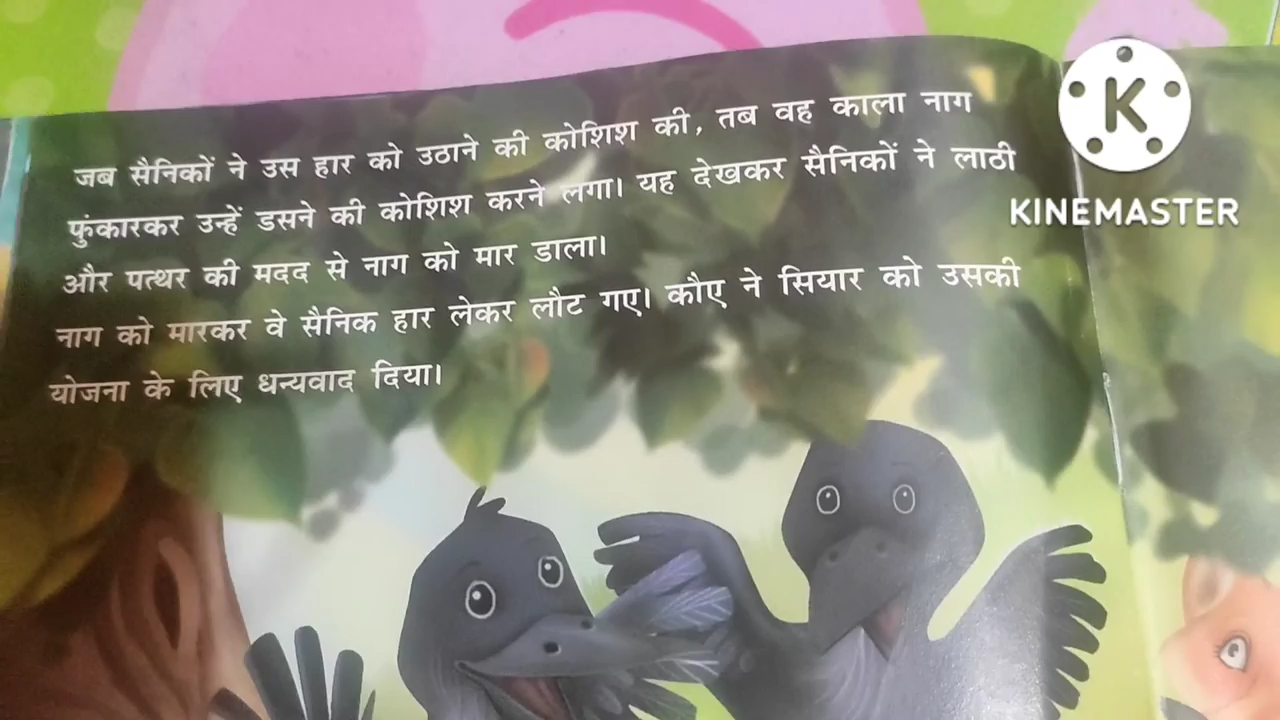 जब सैनिकों ने उस हार को उठाने की कोशिश की, तब वह काला नाग
फुंकारकर उन्हें डसने की कोशिश करने लगा। यह देखकर सैनिकों ने लाठी
और पत्थर की मदद से नाग को मार डाला।
नाग को मारकर वे सैनिक हार लेकर लौट गए। कौए ने सियार को उसकी
योजना के लिए धन्यवाद दिया।
K
KINEMASTER